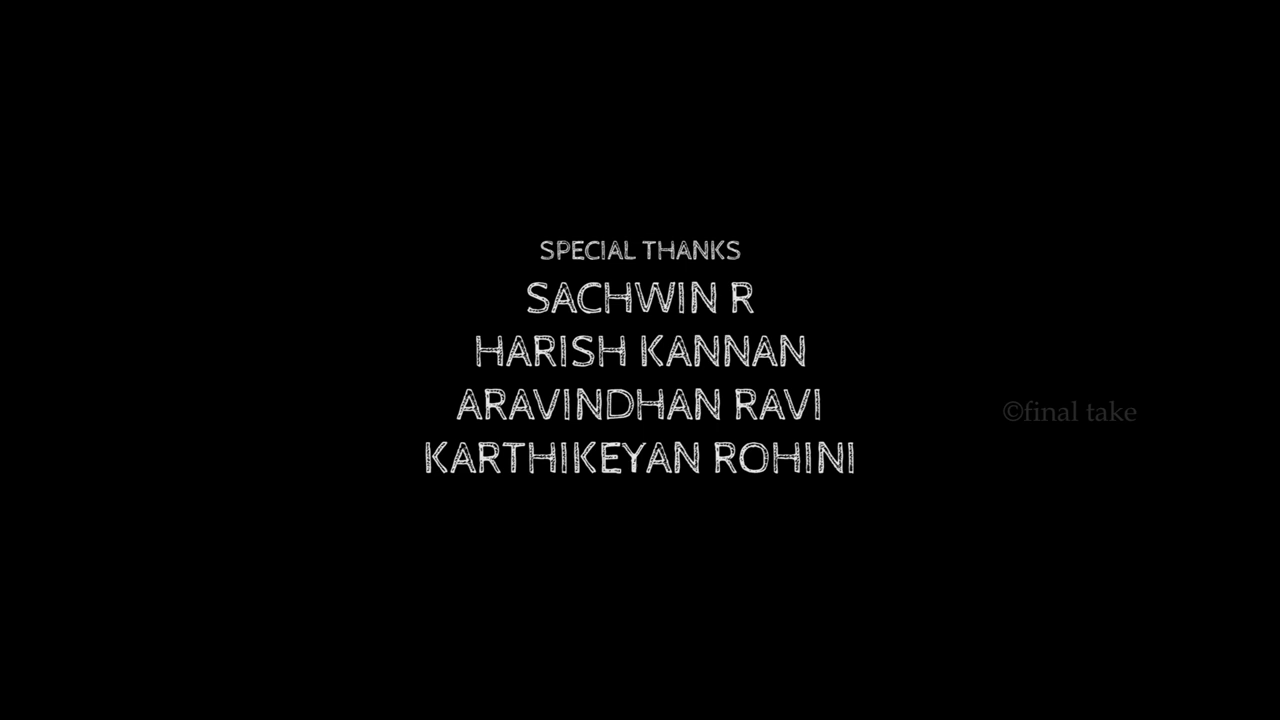 SPECIAL THANKS
SACHWIN R
HARISH KANNAN
ARAVINDHAN RAVI
©final take
KARTHIKEYAN ROHINI